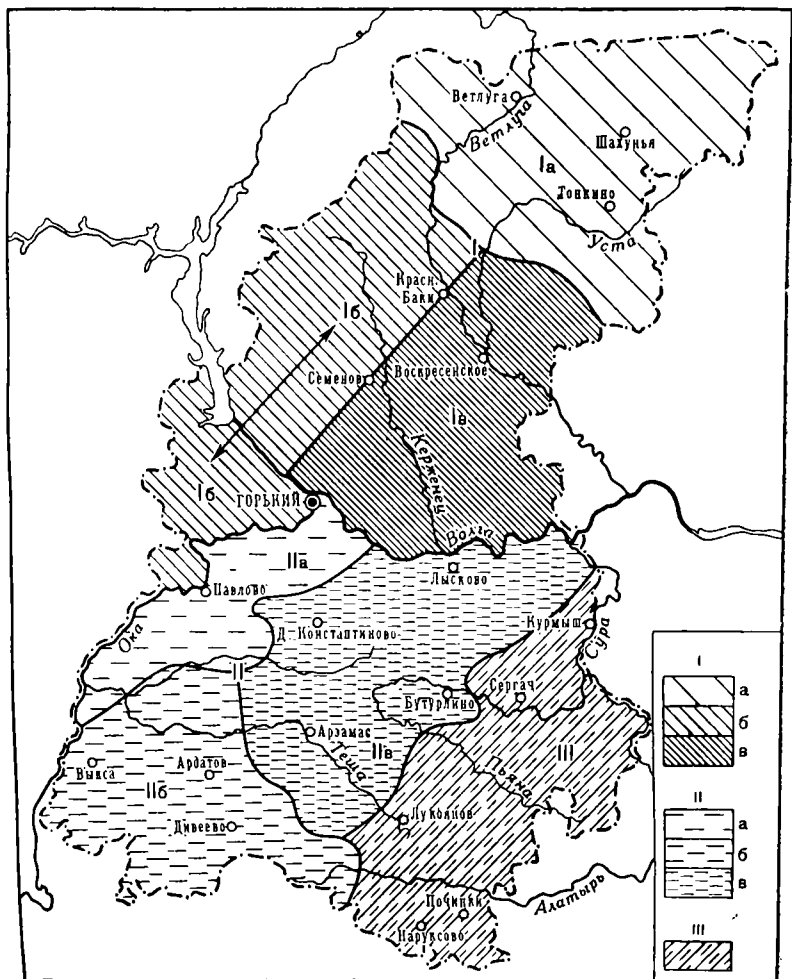 Ветлуга
Ветлуга
Шахунья
Iа
Тонкино
Уста
I
Красн.
Баки
Iб
Воскресенское
Семенов
Iв
Керженец
Iб
ГОРЬКИЙ
Волга
IIа
Лысково
Павлово
Ока
Д. Константиново
Курмыш
Сура
II
Бутурлино
Сергач
Арзамас
IIв
III
Теша
Пьяна
Выкса
Ардатов
IIб
Лукоянов
Дивеево
Алатырь
Починки
Наруксово
I
а
б
в
II
а
б
в
III